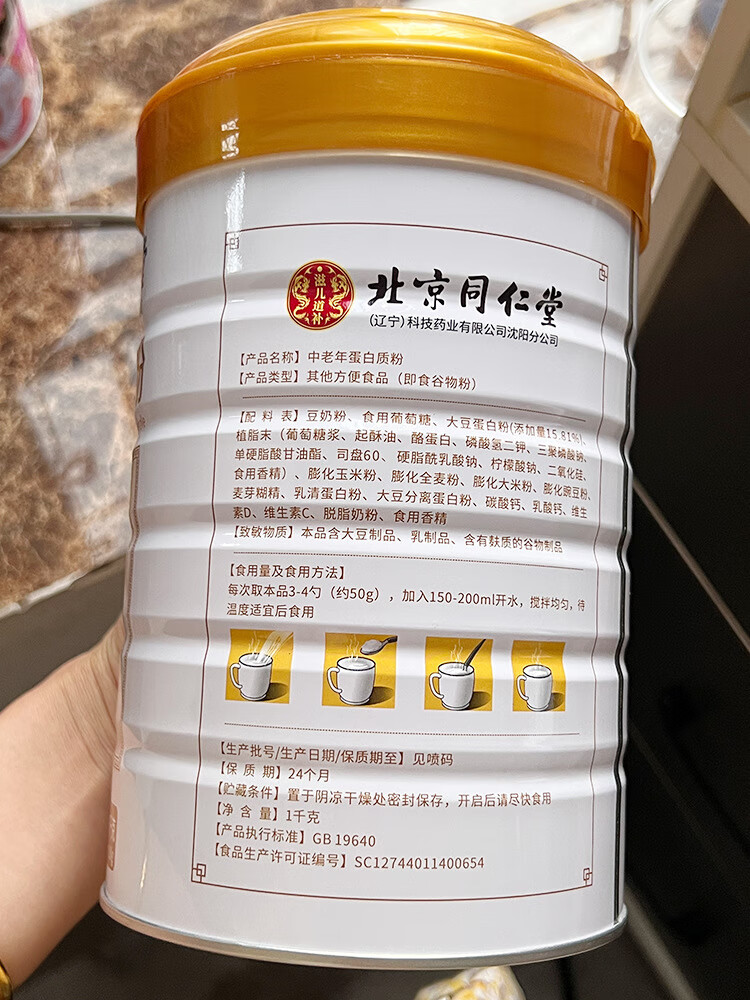 滋儿道补
北京同仁堂
(辽宁)科技药业有限公司沈阳分公司
【产品名称】中老年蛋白质粉
【产品类型】其他方便食品(即食谷物粉)
【配 料 表】豆奶粉、食用葡萄糖、大豆蛋白粉(添加量15.81%)、
植脂末(葡萄糖浆、起酥油、酪蛋白、磷酸氢二钾、三聚磷酸钠、
单硬脂酸甘油酯、司盘60、硬脂酰乳酸钠、柠檬酸钠、二氧化硅、
食用香精)、膨化玉米粉、膨化全麦粉、膨化大米粉、膨化豌豆粉、
麦芽糊精、乳清蛋白粉、大豆分离蛋白粉、碳酸钙、乳酸钙、维生
素D、维生素C、脱脂奶粉、食用香精
【致敏物质】本品含大豆制品、乳制品、含有麸质的谷物制品
【食用量及食用方法】
每次取本品3-4勺(约50g),加入150-200ml开水,搅拌均匀,待
温度适宜后食用
【生产批号/生产日期/保质期至】见喷码
【保 质 期】24个月
【贮藏条件】置于阴凉干燥处密封保存,开启后请尽快食用
【净 含 量】1千克
【产品执行标准】GB 19640
【食品生产许可证编号】SC12744011400654